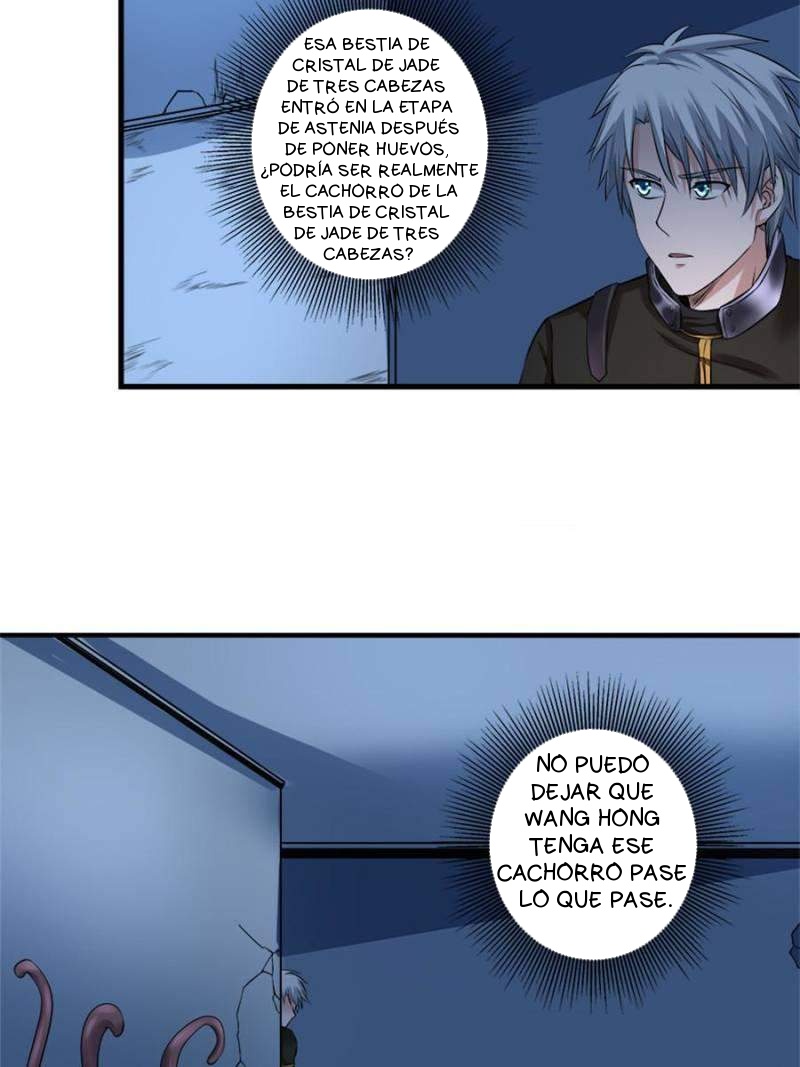 ESA BESTIA DE
CRISTAL DE JADE
DE TRES CABEZAS
ENTRÓ EN LA ETAPA
DE ASTENIA DESPUÉS
DE PONER HUEVOS,
¿PODRÍA SER REALMENTE
EL CACHORRO DE LA
BESTIA DE CRISTAL
DE JADE DE TRES
CABEZAS?
NO PUEDO
DEJAR QUE
WANG HONG
TENGA ESE
CACHORRO PASE
LO QUE PASE.